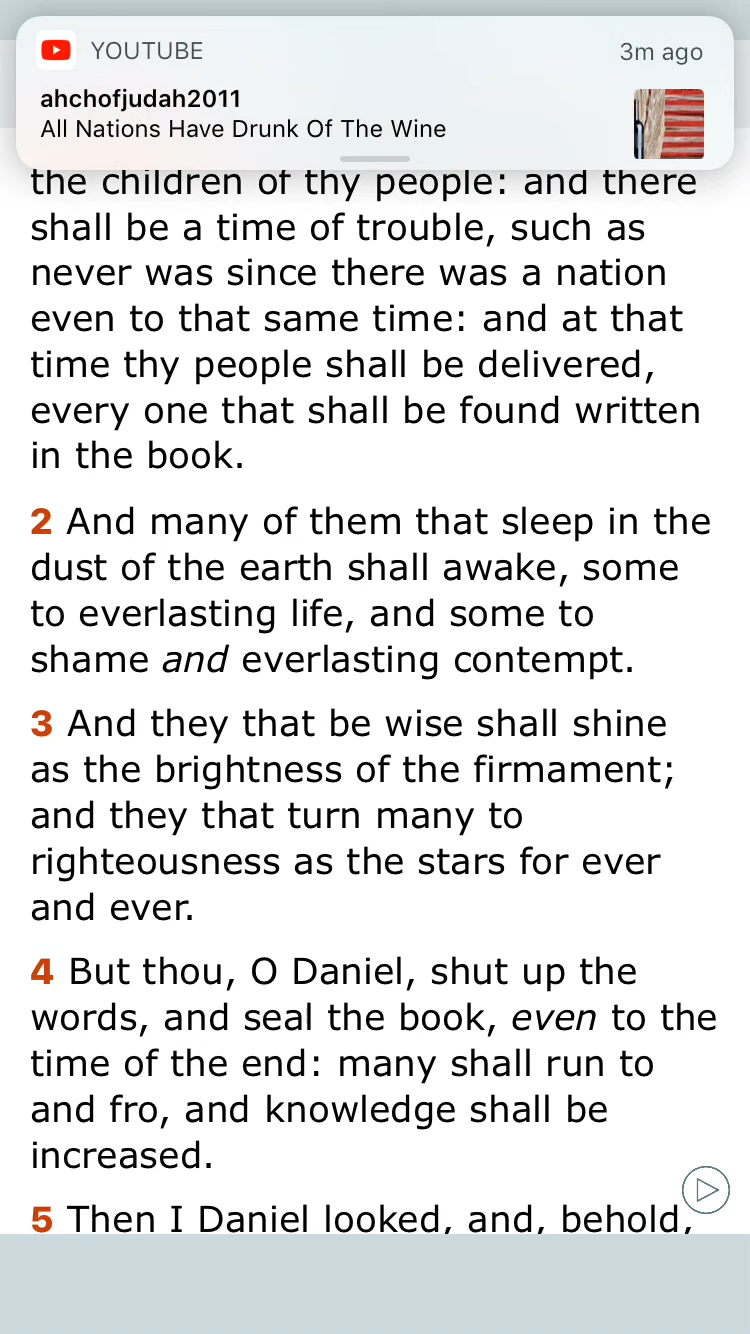 YOUTUBE
3m ago
ahchofjudah2011
All Nations Have Drunk Of The Wine
the children of thy people: and there
shall be a time of trouble, such as
never was since there was a nation
even to that same time: and at that
time thy people shall be delivered,
every one that shall be found written
in the book.
2 And many of them that sleep in the
dust of the earth shall awake, some
to everlasting life, and some to
shame and everlasting contempt.
3 And they that be wise shall shine
as the brightness of the firmament;
and they that turn many to
righteousness as the stars for ever
and ever.
4 But thou, O Daniel, shut up the
words, and seal the book, even to the
time of the end: many shall run to
and fro, and knowledge shall be
increased.
5 Then I Daniel looked, and, behold,